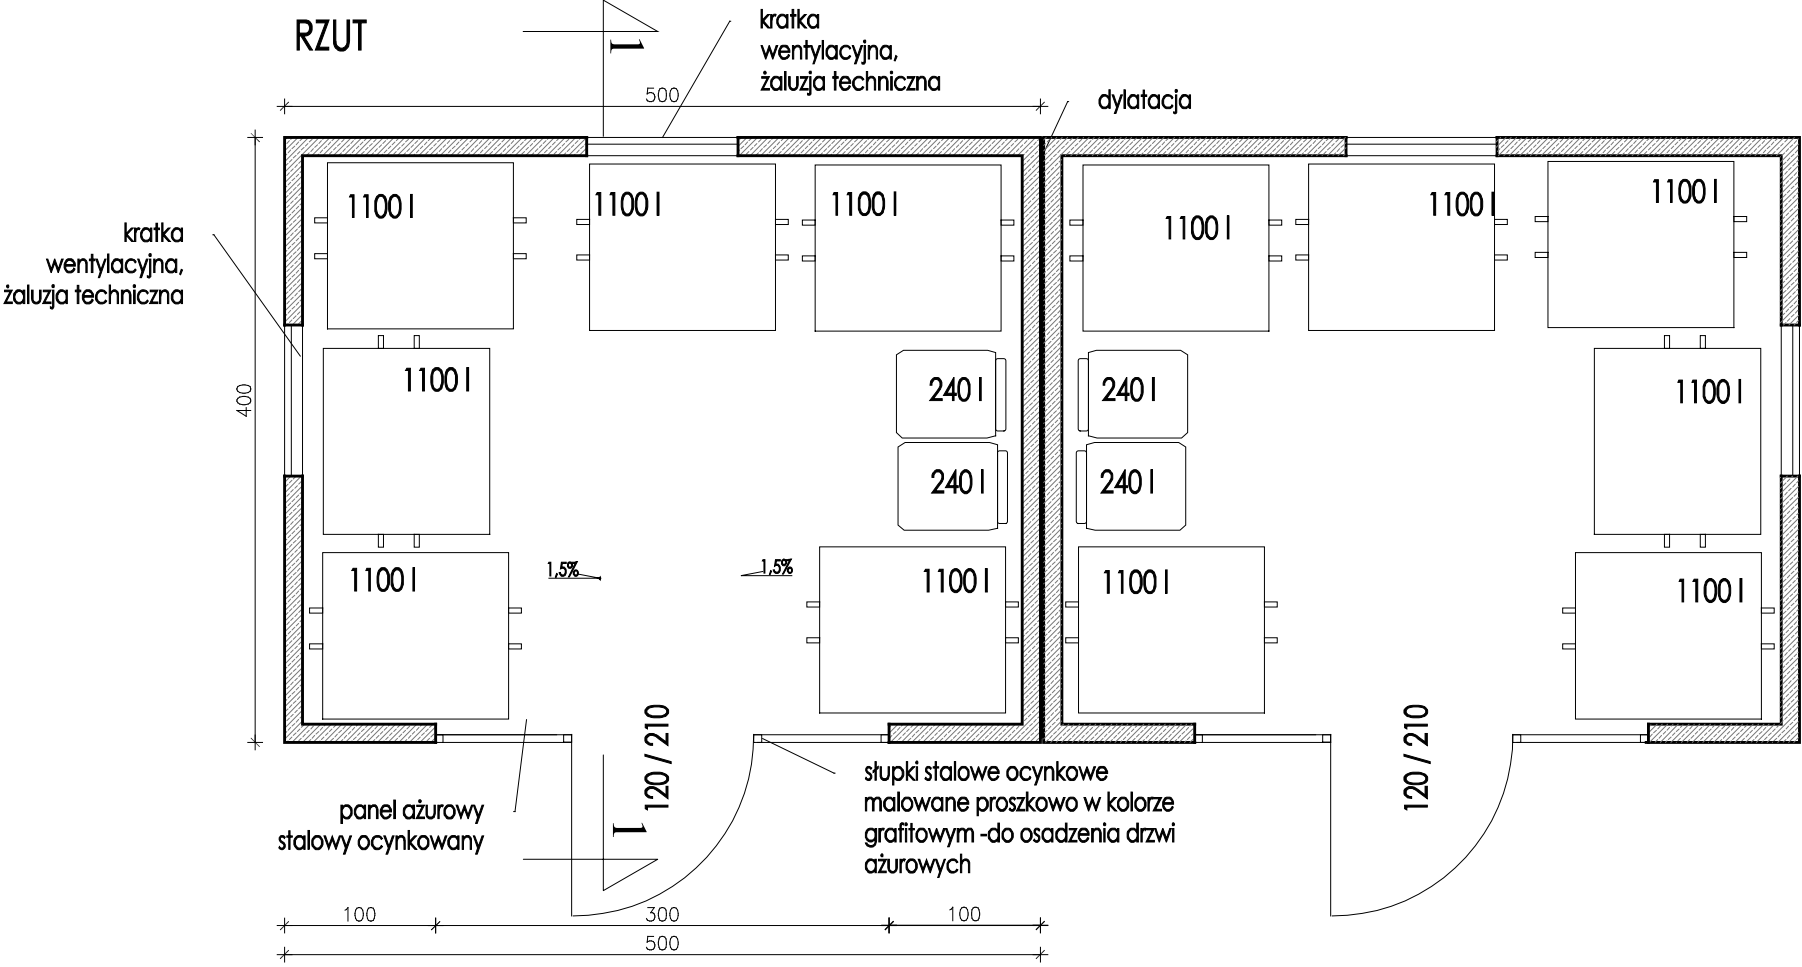 RZUT
1
kratka
wentylacyjna,
żaluzja techniczna
500
dylatacja
1100 l
1100 l
1100 l
1100 l
1100 l
1100 l
kratka
wentylacyjna,
żaluzja techniczna
400
1100 l
240 l
240 l
1100 l
240 l
240 l
1100 l
1,5%
1,5%
1100 l
1100 l
1100 l
120 / 210
120 / 210
panel ażurowy
stalowy ocynkowany
1
słupki stalowe ocynkowe
malowane proszkowo w kolorze
grafitowym -do osadzenia drzwi
ażurowych
100
300
100
500